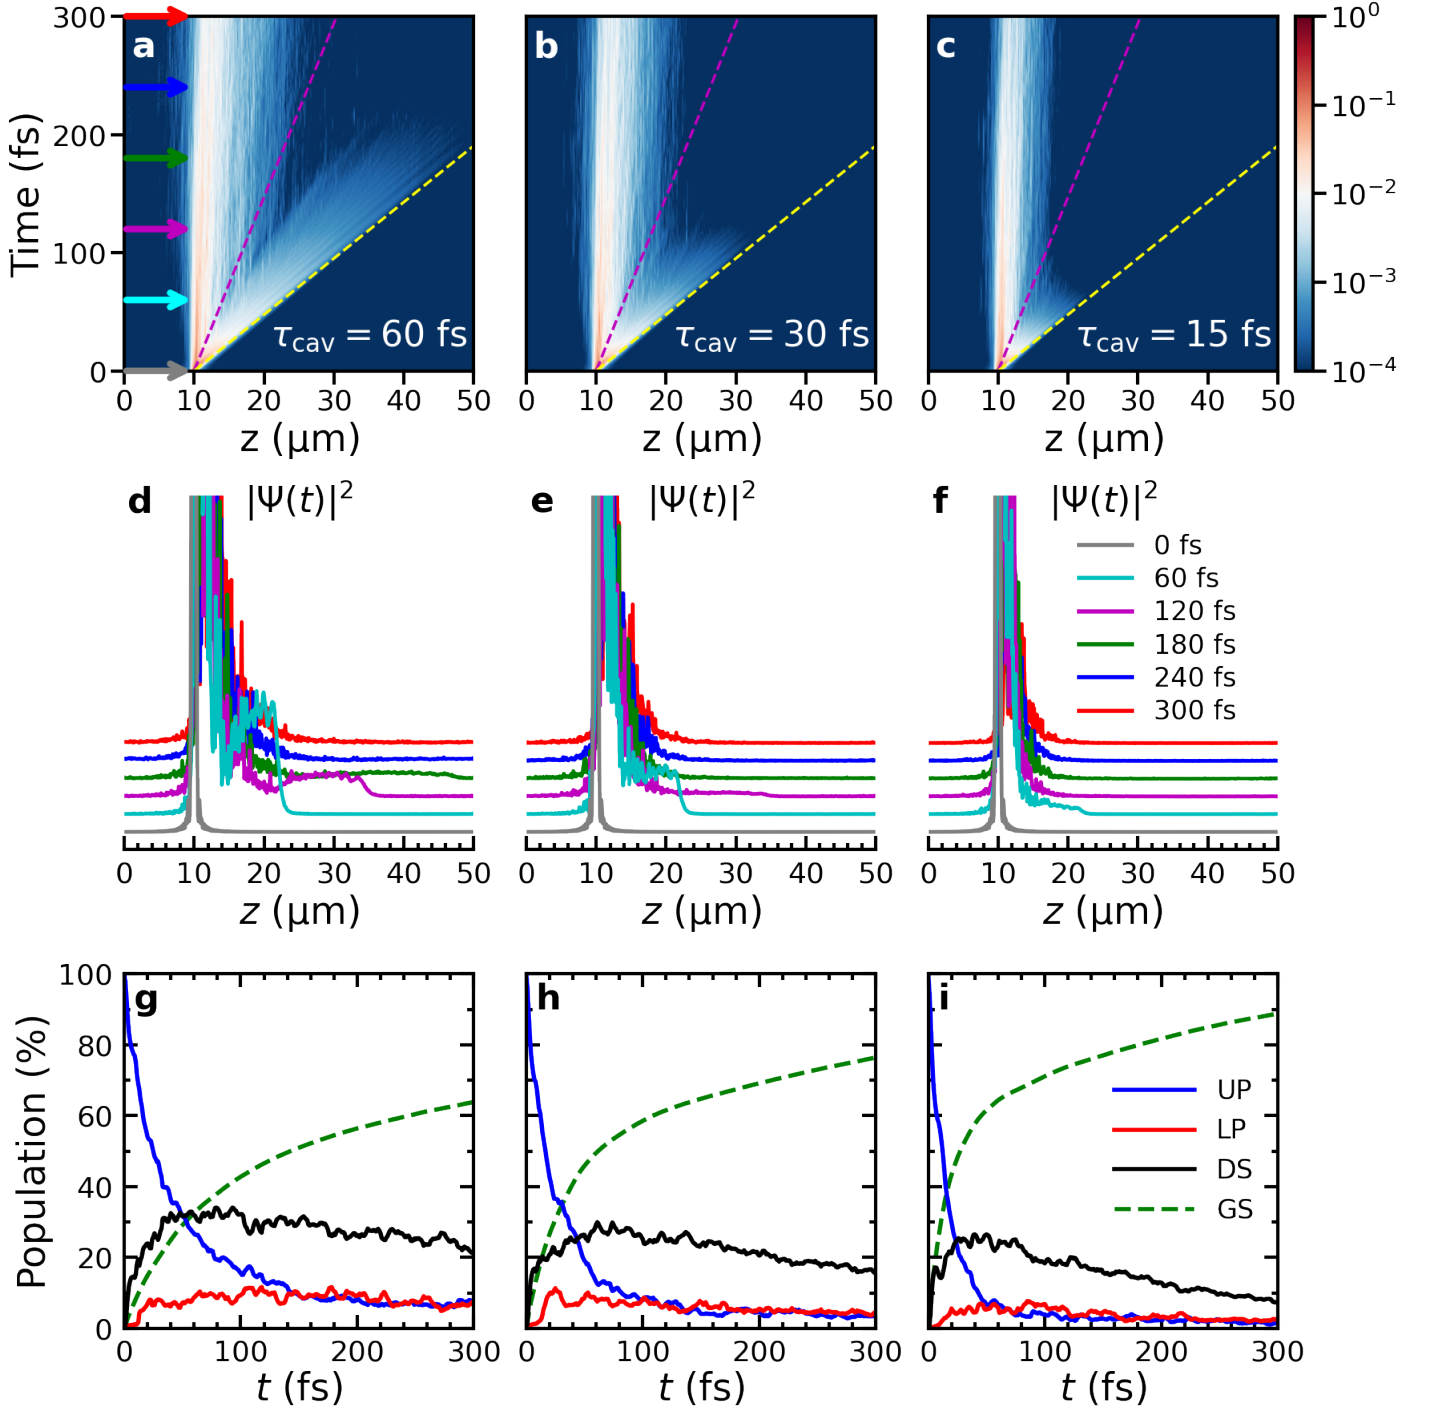 300
200
100
0
Time (fs)
a
τcav = 60 fs
0 10 20 30 40 50
z (μm)
b
τcav = 30 fs
0 10 20 30 40 50
z (μm)
c
τcav = 15 fs
0 10 20 30 40 50
z (μm)
10⁰
10⁻¹
10⁻²
10⁻³
10⁻⁴
d |Ψ(t)|²
0 10 20 30 40 50
z (μm)
e |Ψ(t)|²
0 10 20 30 40 50
z (μm)
f |Ψ(t)|²
0 fs
60 fs
120 fs
180 fs
240 fs
300 fs
0 10 20 30 40 50
z (μm)
100
80
60
40
20
0
Population (%)
g
0 100 200 300
t (fs)
h
0 100 200 300
t (fs)
i
UP
LP
DS
GS
0 100 200 300
t (fs)